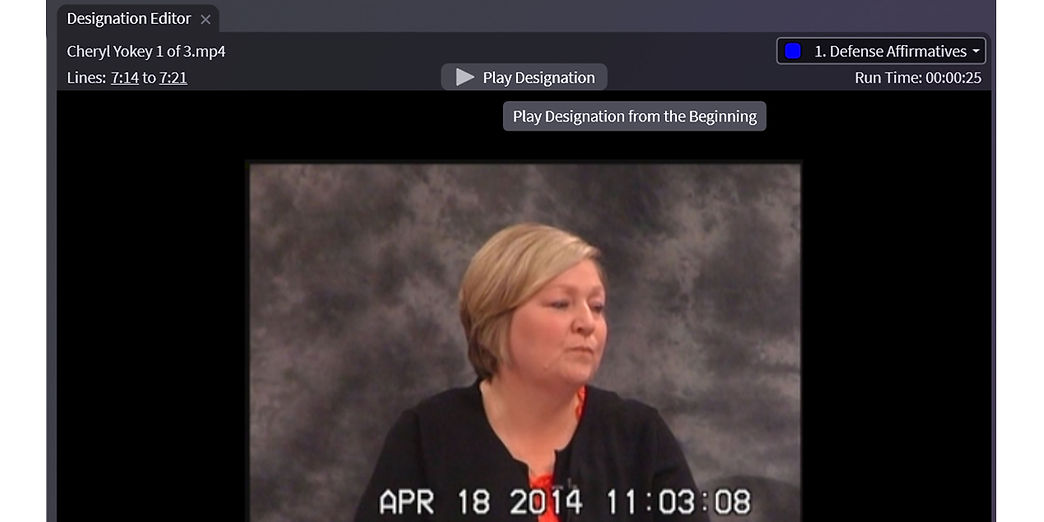 Designation Editor ×
Cheryl Yokey 1 of 3.mp4
1. Defense Affirmatives
Lines: 7:14 to 7:21
Play Designation
Run Time: 00:00:25
Play Designation from the Beginning
APR 18 2014 11:03:08